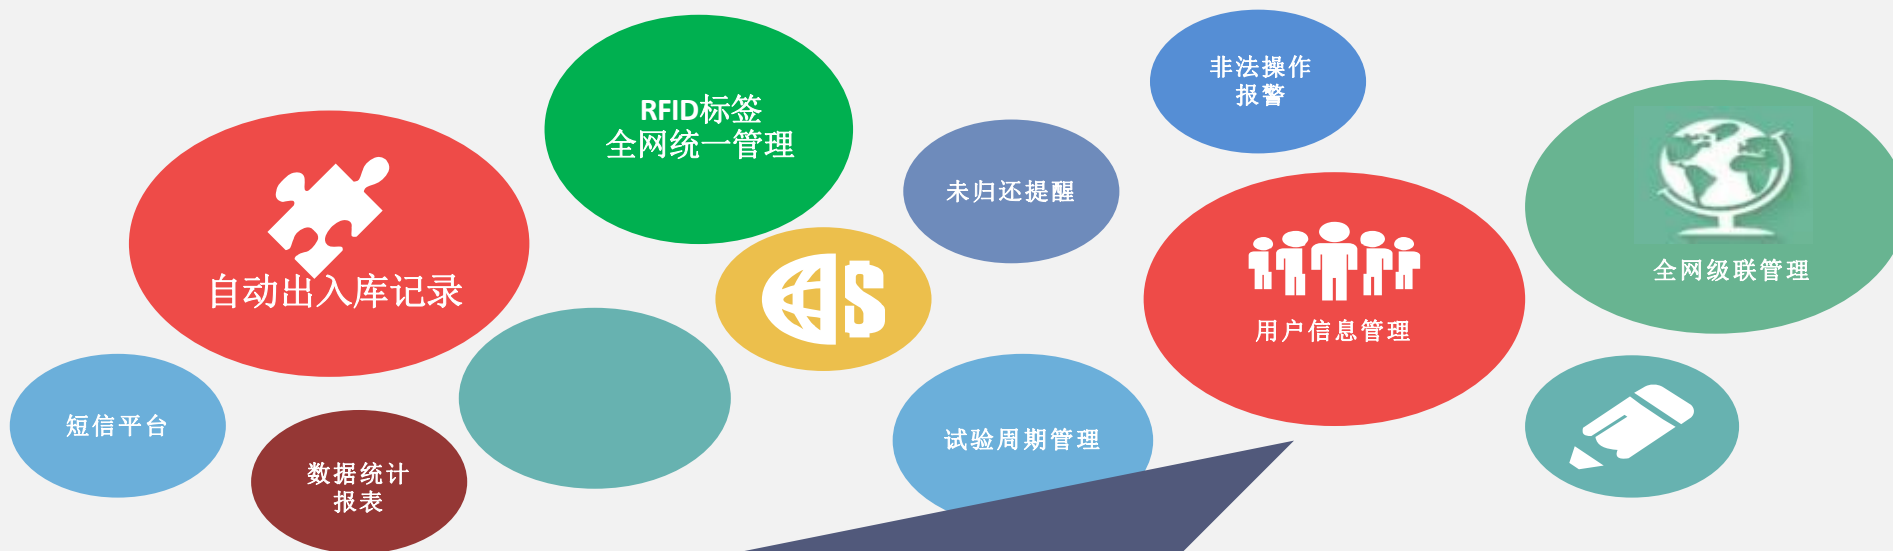 非法操作
报警
RFID标签
全网统一管理
未归还提醒
自动出入库记录
全网级联管理
用户信息管理
短信平台
试验周期管理
数据统计
报表